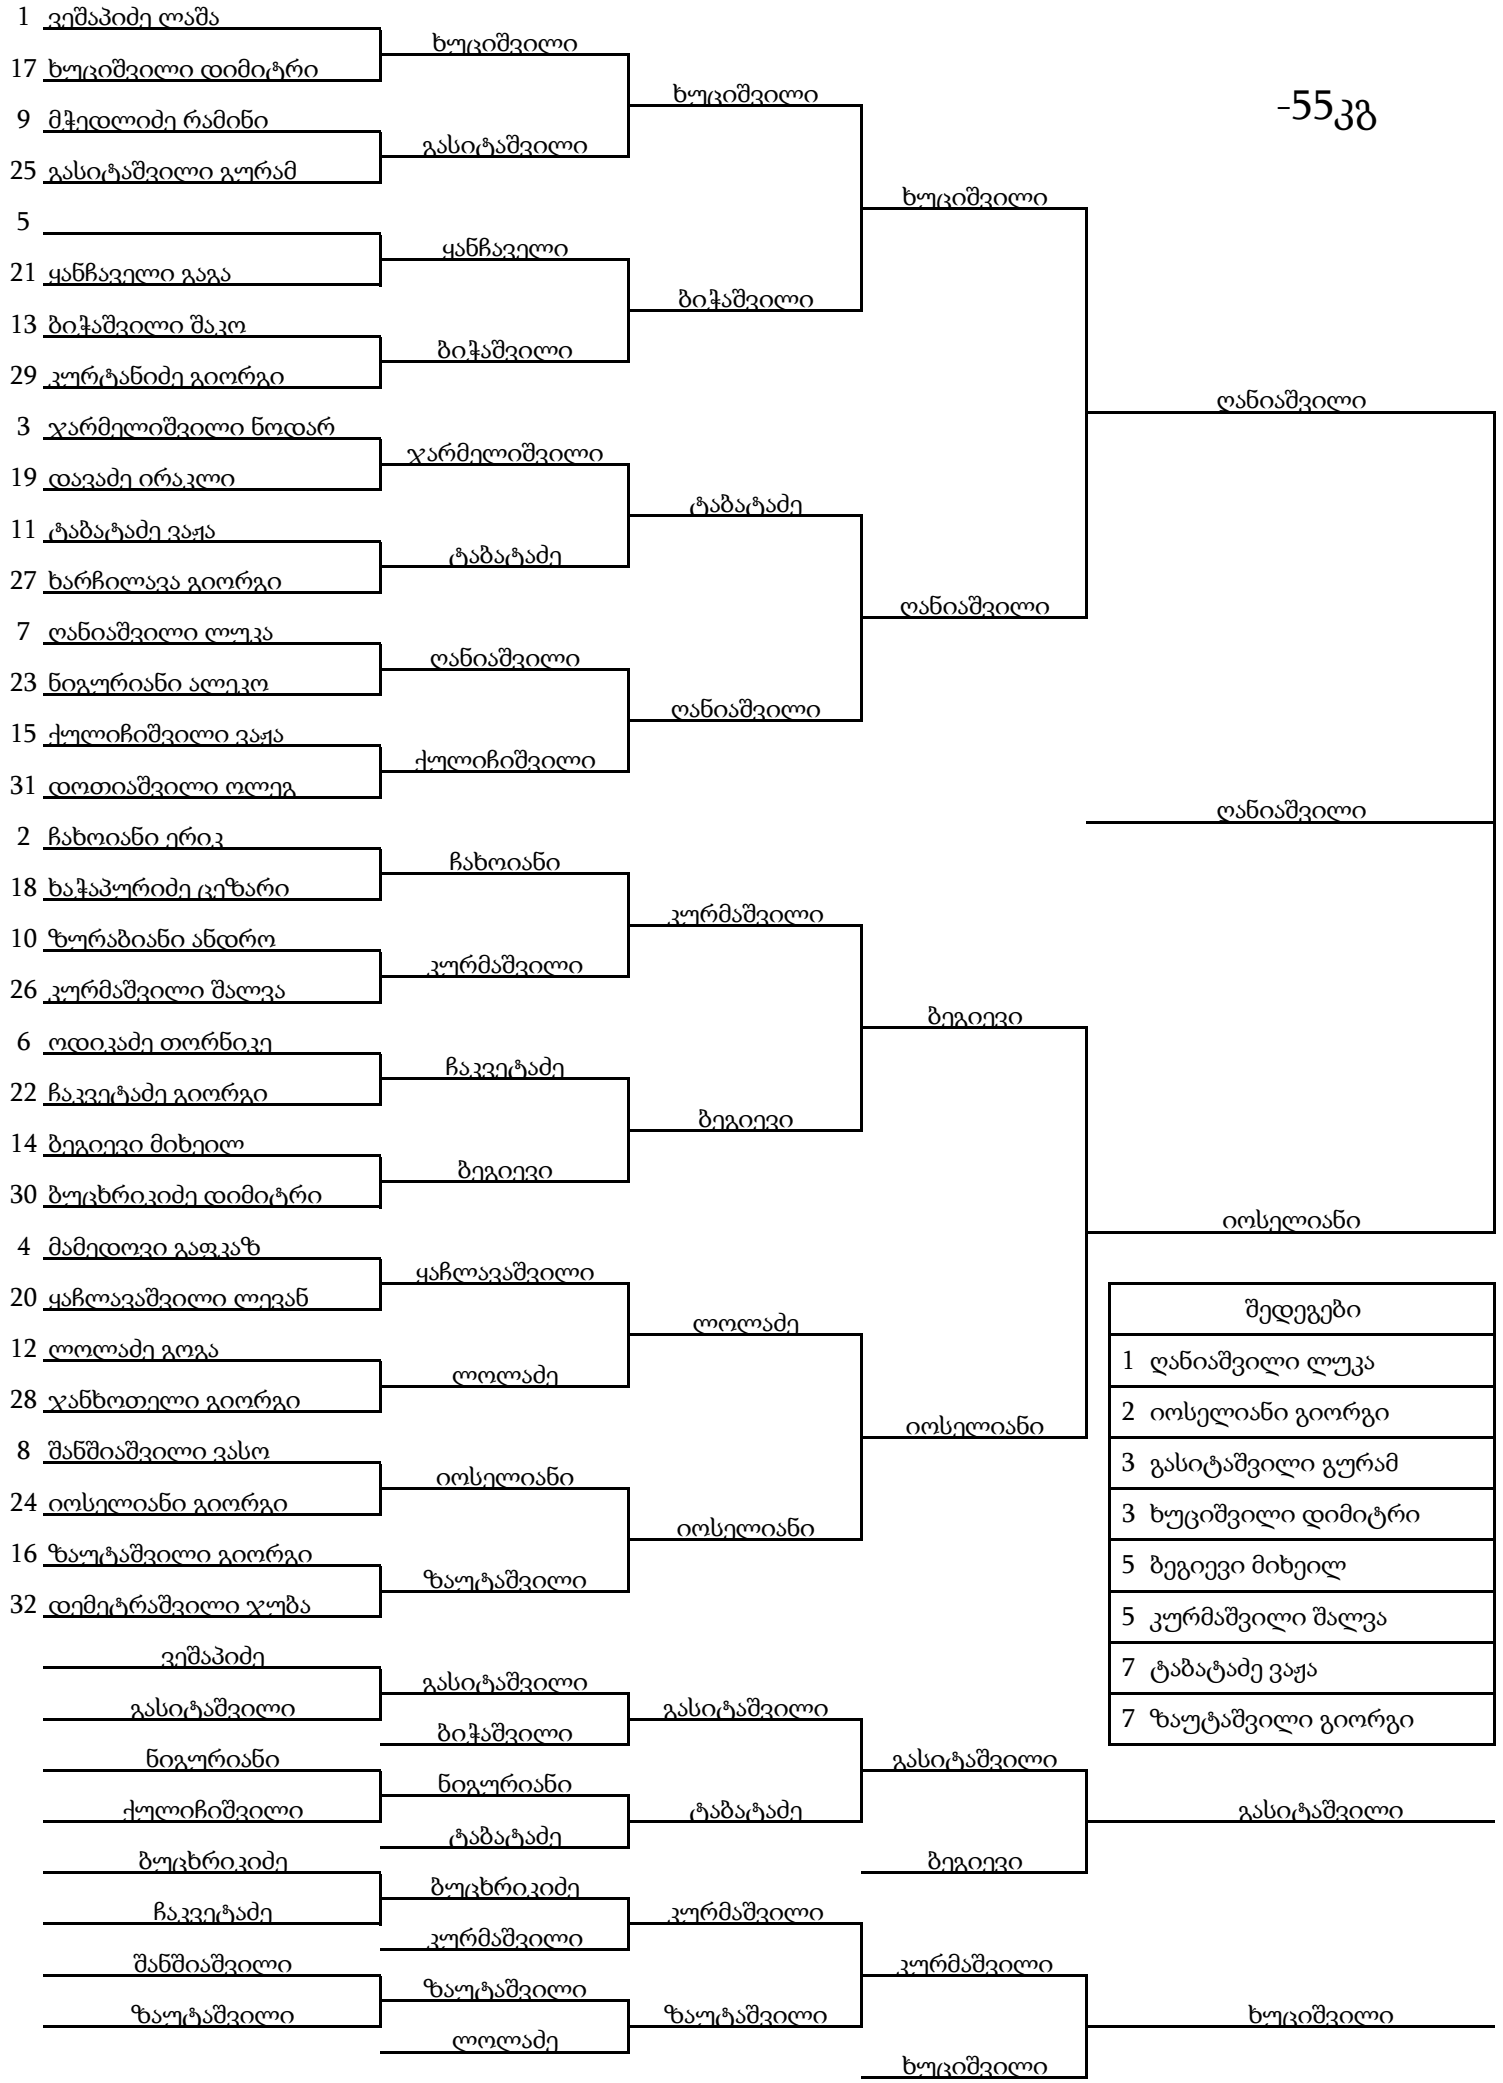 -55კგ
1 ვეშაპიძე ლაშა
17 ხუციშვილი დიმიტრი
9 მჭედლიძე რამინი
25 გასიტაშვილი გურამ
5
21 ყანჩაველი გაგა
13 ბიჭაშვილი შაკო
29 კურტანიძე გიორგი
3 ჯარმელიშვილი ნოდარ
19 დავაძე ირაკლი
11 ტაბატაძე ვაჟა
27 ხარჩილავა გიორგი
7 ღანიაშვილი ლუკა
23 ნიგურიანი ალეკო
15 ქულიჩიშვილი ვაჟა
31 დოთიაშვილი ოლეგ
2 ჩახოიანი ერიკ
18 ხაჭაპურიძე ცეზარი
10 ზურაბიანი ანდრო
26 კურმაშვილი შალვა
6 ოდიკაძე თორნიკე
22 ჩაკვეტაძე გიორგი
14 ბეგიევი მიხეილ
30 ბუცხრიკიძე დიმიტრი
4 მამედოვი გაფკაზ
20 ყაჩლავაშვილი ლევან
12 ლოლაძე გოგა
28 ჯანხოთელი გიორგი
8 შანშიაშვილი ვასო
24 იოსელიანი გიორგი
16 ზაუტაშვილი გიორგი
32 დემეტრაშვილი ჯუბა
ხუციშვილი
გასიტაშვილი
ყანჩაველი
ბიჭაშვილი
ჯარმელიშვილი
ტაბატაძე
ღანიაშვილი
ქულიჩიშვილი
ჩახოიანი
კურმაშვილი
ჩაკვეტაძე
ბეგიევი
ყაჩლავაშვილი
ლოლაძე
იოსელიანი
ზაუტაშვილი
ხუციშვილი
ბიჭაშვილი
ტაბატაძე
ღანიაშვილი
კურმაშვილი
ბეგიევი
ლოლაძე
იოსელიანი
ხუციშვილი
ღანიაშვილი
ბეგიევი
იოსელიანი
ღანიაშვილი
ღანიაშვილი
იოსელიანი
შედეგები
1 ღანიაშვილი ლუკა
2 იოსელიანი გიორგი
3 გასიტაშვილი გურამ
3 ხუციშვილი დიმიტრი
5 ბეგიევი მიხეილ
5 კურმაშვილი შალვა
7 ტაბატაძე ვაჟა
7 ზაუტაშვილი გიორგი
ვეშაპიძე
გასიტაშვილი
ნიგურიანი
ქულიჩიშვილი
ბუცხრიკიძე
ჩაკვეტაძე
შანშიაშვილი
ზაუტაშვილი
გასიტაშვილი
ბიჭაშვილი
ნიგურიანი
ტაბატაძე
ბუცხრიკიძე
კურმაშვილი
ზაუტაშვილი
ლოლაძე
გასიტაშვილი
ტაბატაძე
კურმაშვილი
ზაუტაშვილი
გასიტაშვილი
ბეგიევი
კურმაშვილი
ხუციშვილი
გასიტაშვილი
ხუციშვილი